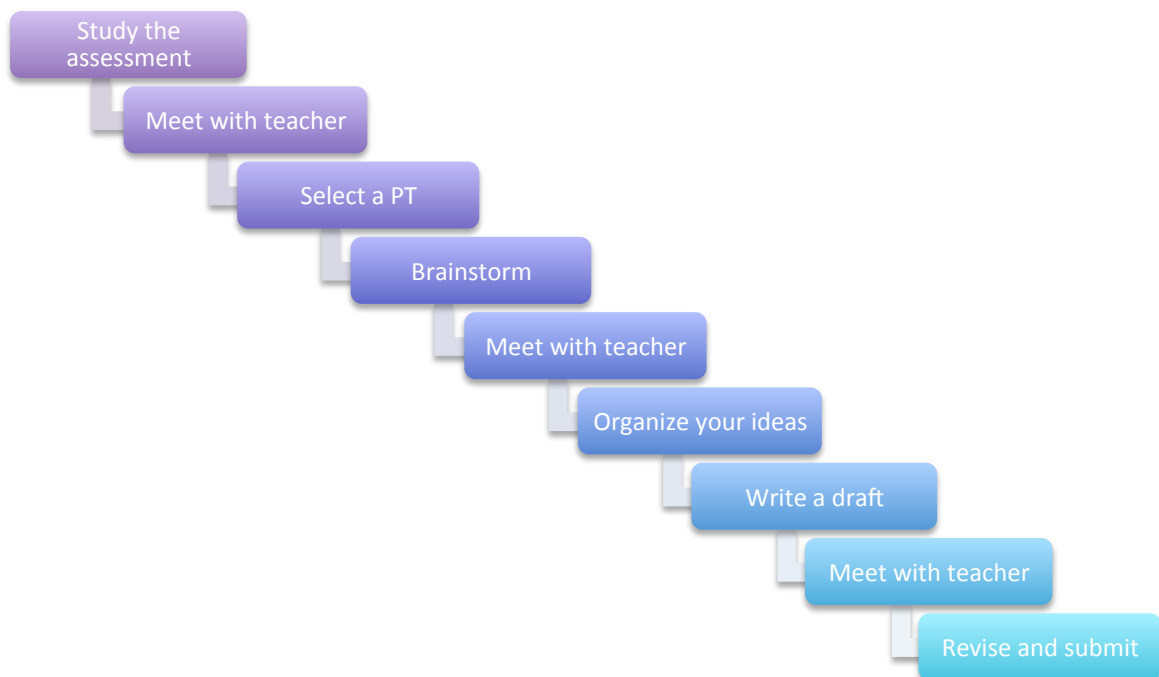 Study the
assessment
Meet with teacher
Select a PT
Brainstorm
Meet with teacher
Organize your ideas
Write a draft
Meet with teacher
Revise and submit